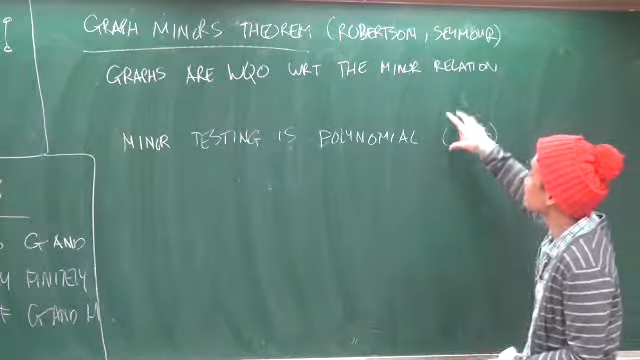 GRAPH MINORS THEOREM (ROBERTSON, SEYMOUR)
GRAPHS ARE WQO WRT THE MINOR RELATION
MINOR TESTING IS POLYNOMIAL (
G AND
FINITELY
G AND H.